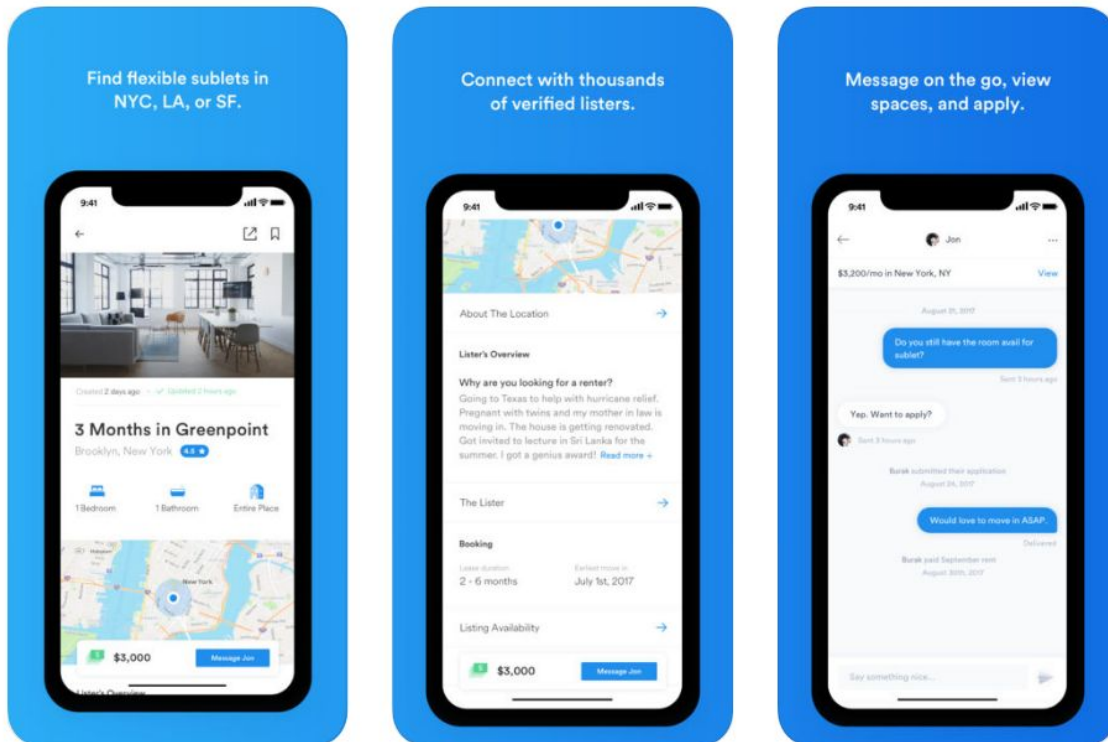 Find flexible sublets in
NYC, LA, or SF.
9:41
Created 2 days ago
Updated 2 hours ago
3 Months in Greenpoint
Brooklyn, New York 4.8
1 Bedroom
1 Bathroom
Entire Place
New York
$3,000
Message Jon
Lister's Overview
Connect with thousands
of verified listers.
9:41
About The Location
Lister's Overview
Why are you looking for a renter?
Going to Texas to help with hurricane relief.
Pregnant with twins and my mother in law is
moving in. The house is getting renovated.
Got invited to lecture in Sri Lanka for the
summer. I got a genius award! Read more +
The Lister
Booking
Lease duration
Earliest move in
2 - 6 months
July 1st, 2017
Listing Availability
$3,000
Message Jon
Message on the go, view
spaces, and apply.
9:41
Jon
$3,200/mo in New York, NY
View
August 21, 2017
Do you still have the room avail for
sublet?
Sent 3 hours ago
Yep. Want to apply?
Sent 3 hours ago
Burak submitted their application
August 24, 2017
Would love to move in ASAP.
Delivered
Burak paid September rent
August 30th, 2017
Say something nice...